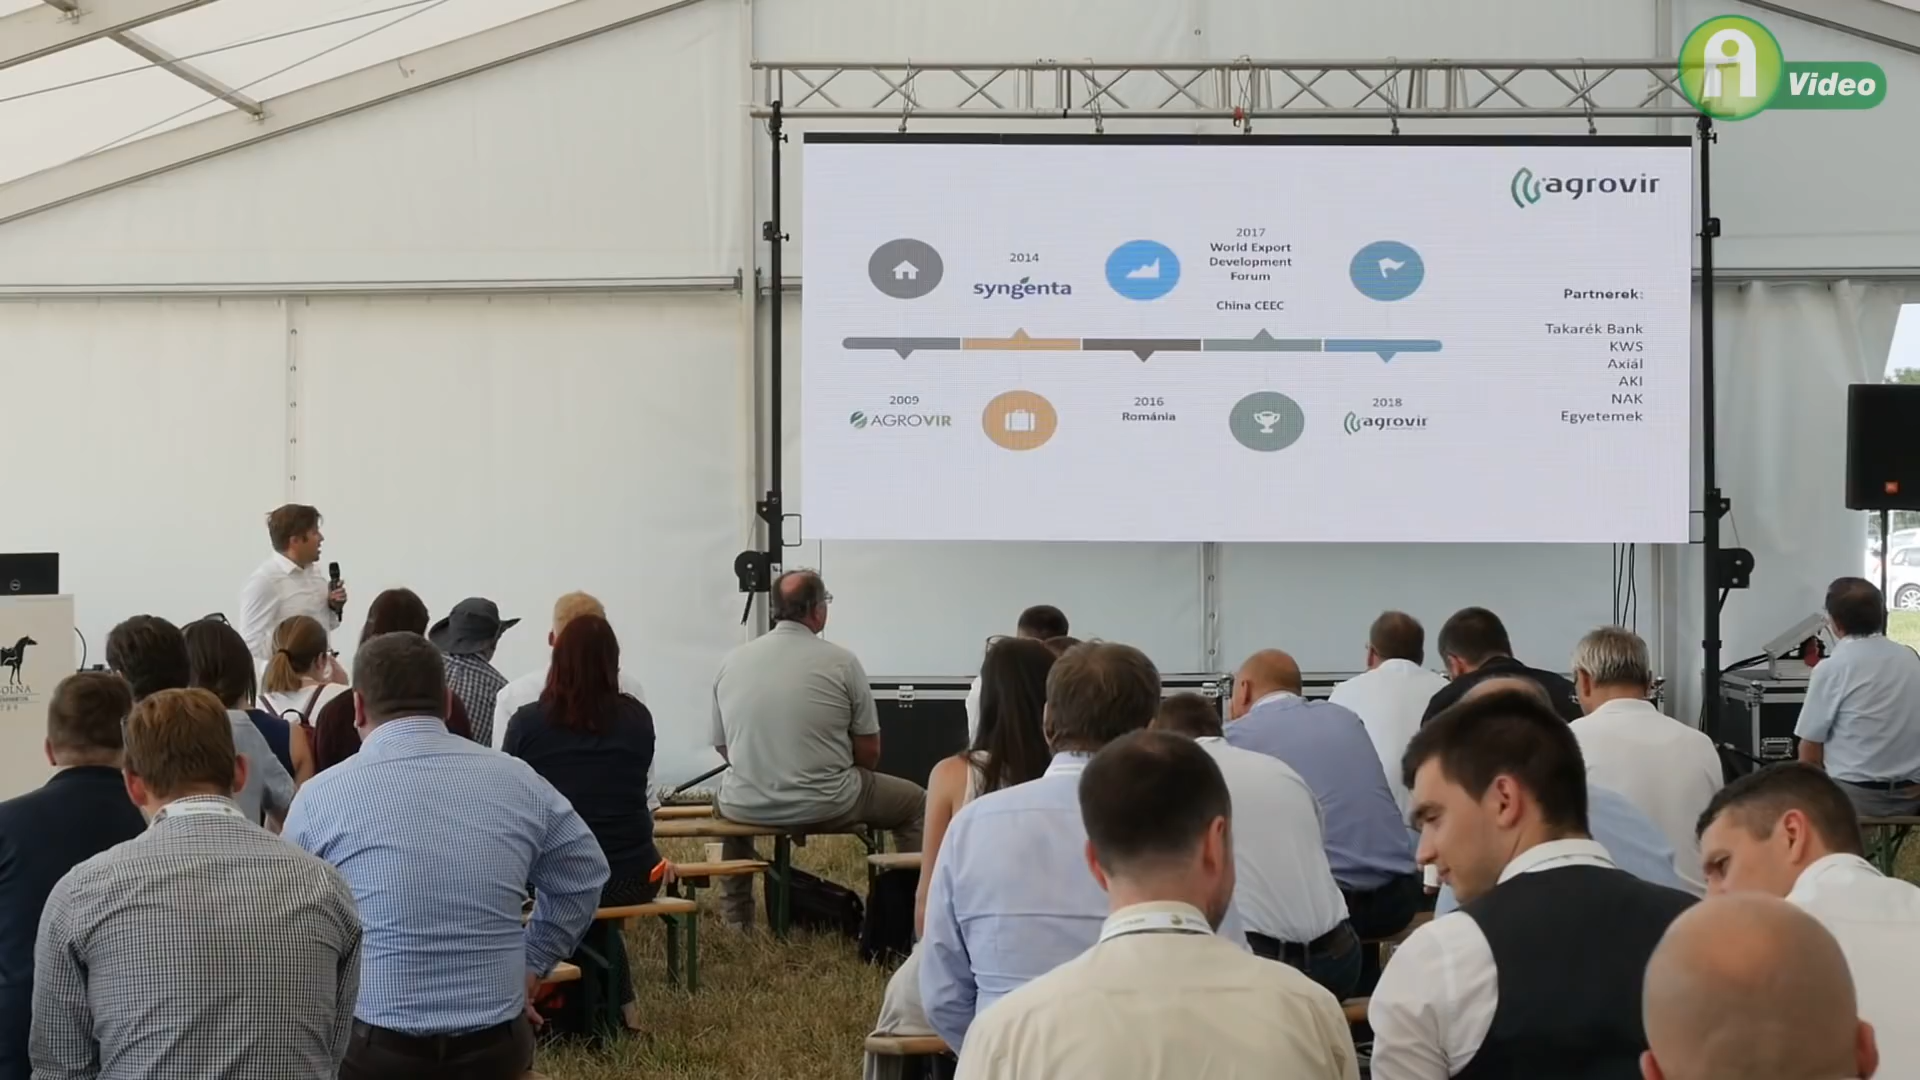 Video
agrovir
2014
syngenta
2017
World Export
Development
Forum
China CEEC
2009
AGROVIR
2016
Románia
2018
agrovir
Partnerek:
Takarék Bank
KWS
Axiál
AKI
NAK
Egyetemek